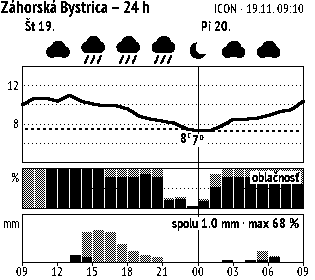 Záhorská Bystrica – 24 h
ICON · 19.11. 09:10
Št 19.
Pi 20.
12
8
8° 7°
%
oblačnosť
mm
spolu 1.0 mm · max 68 %
09 12 15 18 21 00 03 06 09